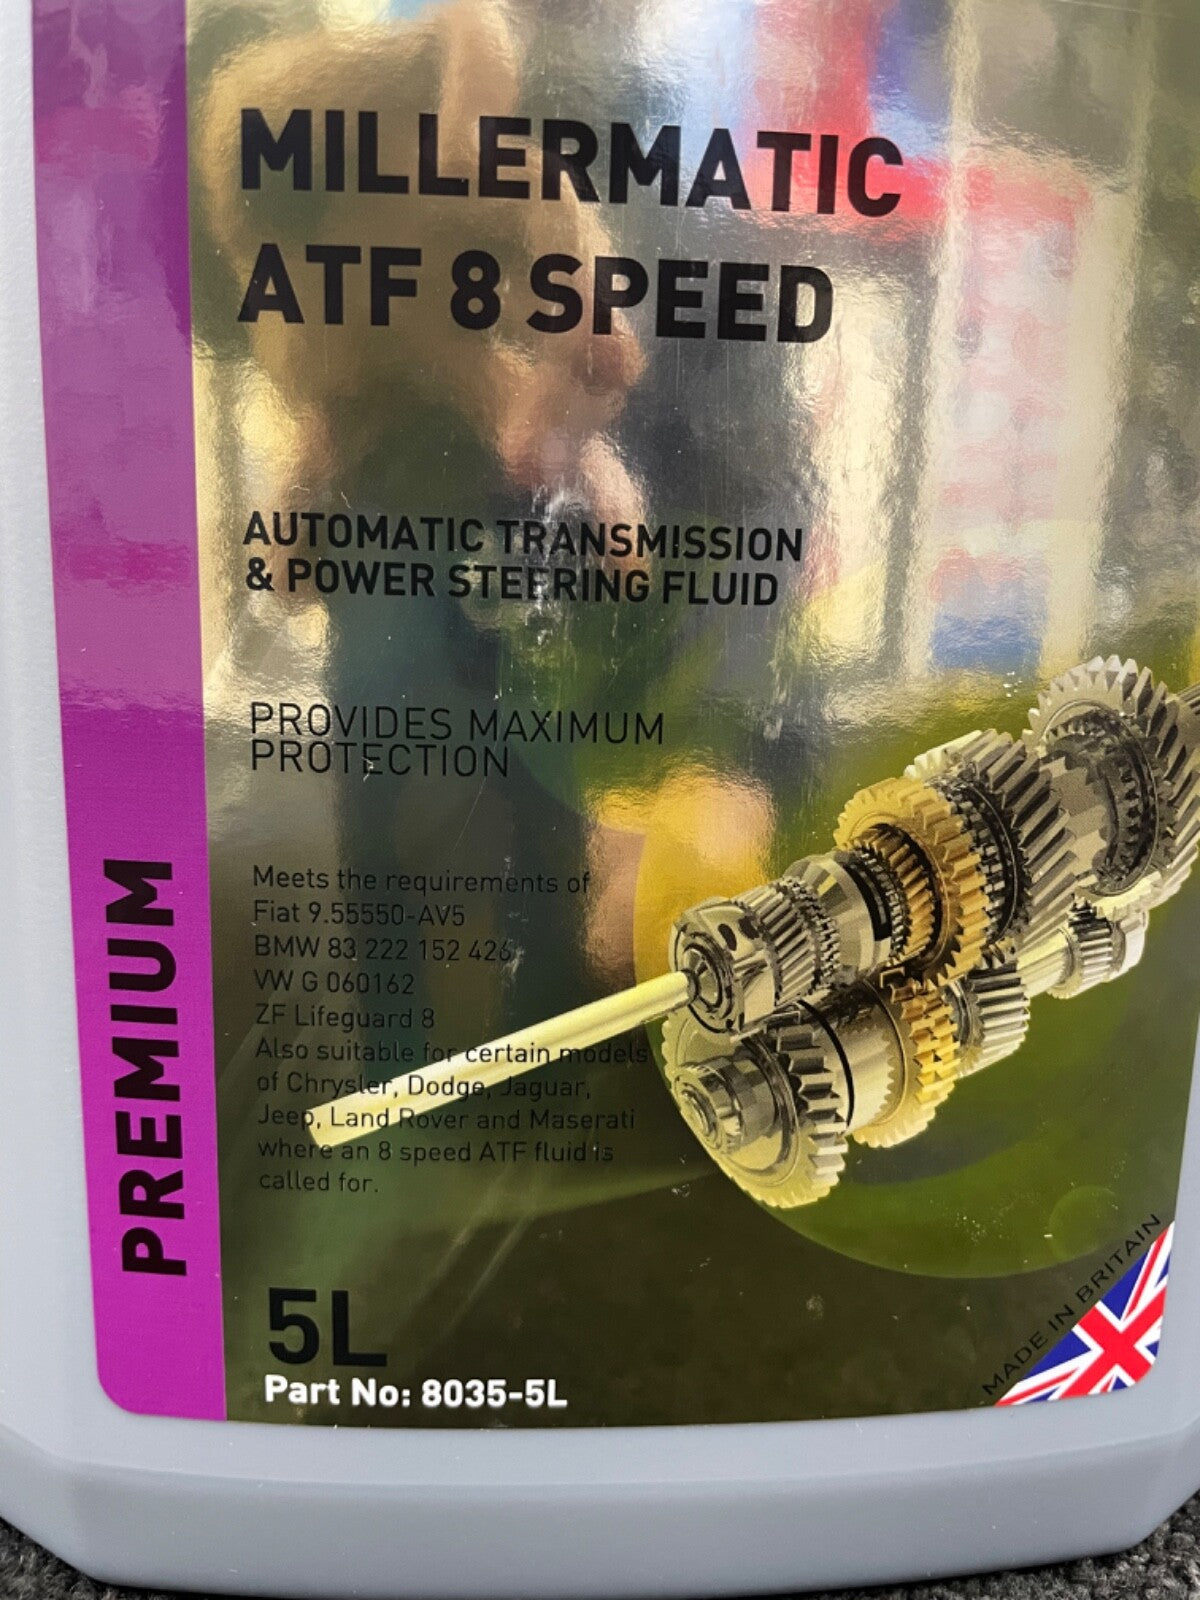 MILLERMATIC
ATF 8 SPEED
AUTOMATIC TRANSMISSION
& POWER STEERING FLUID
PROVIDES MAXIMUM
PROTECTION
PREMIUM
Meets the requirements of
Fiat 9.55550-AV5
BMW 83 222 152 426
VW G 060162
ZF Lifeguard 8
Also suitable for certain models
of Chrysler, Dodge, Jaguar,
Jeep, Land Rover and Maserati
where an 8 speed ATF fluid is
called for.
5L
Part No: 8035-5L
MADE IN BRITAIN